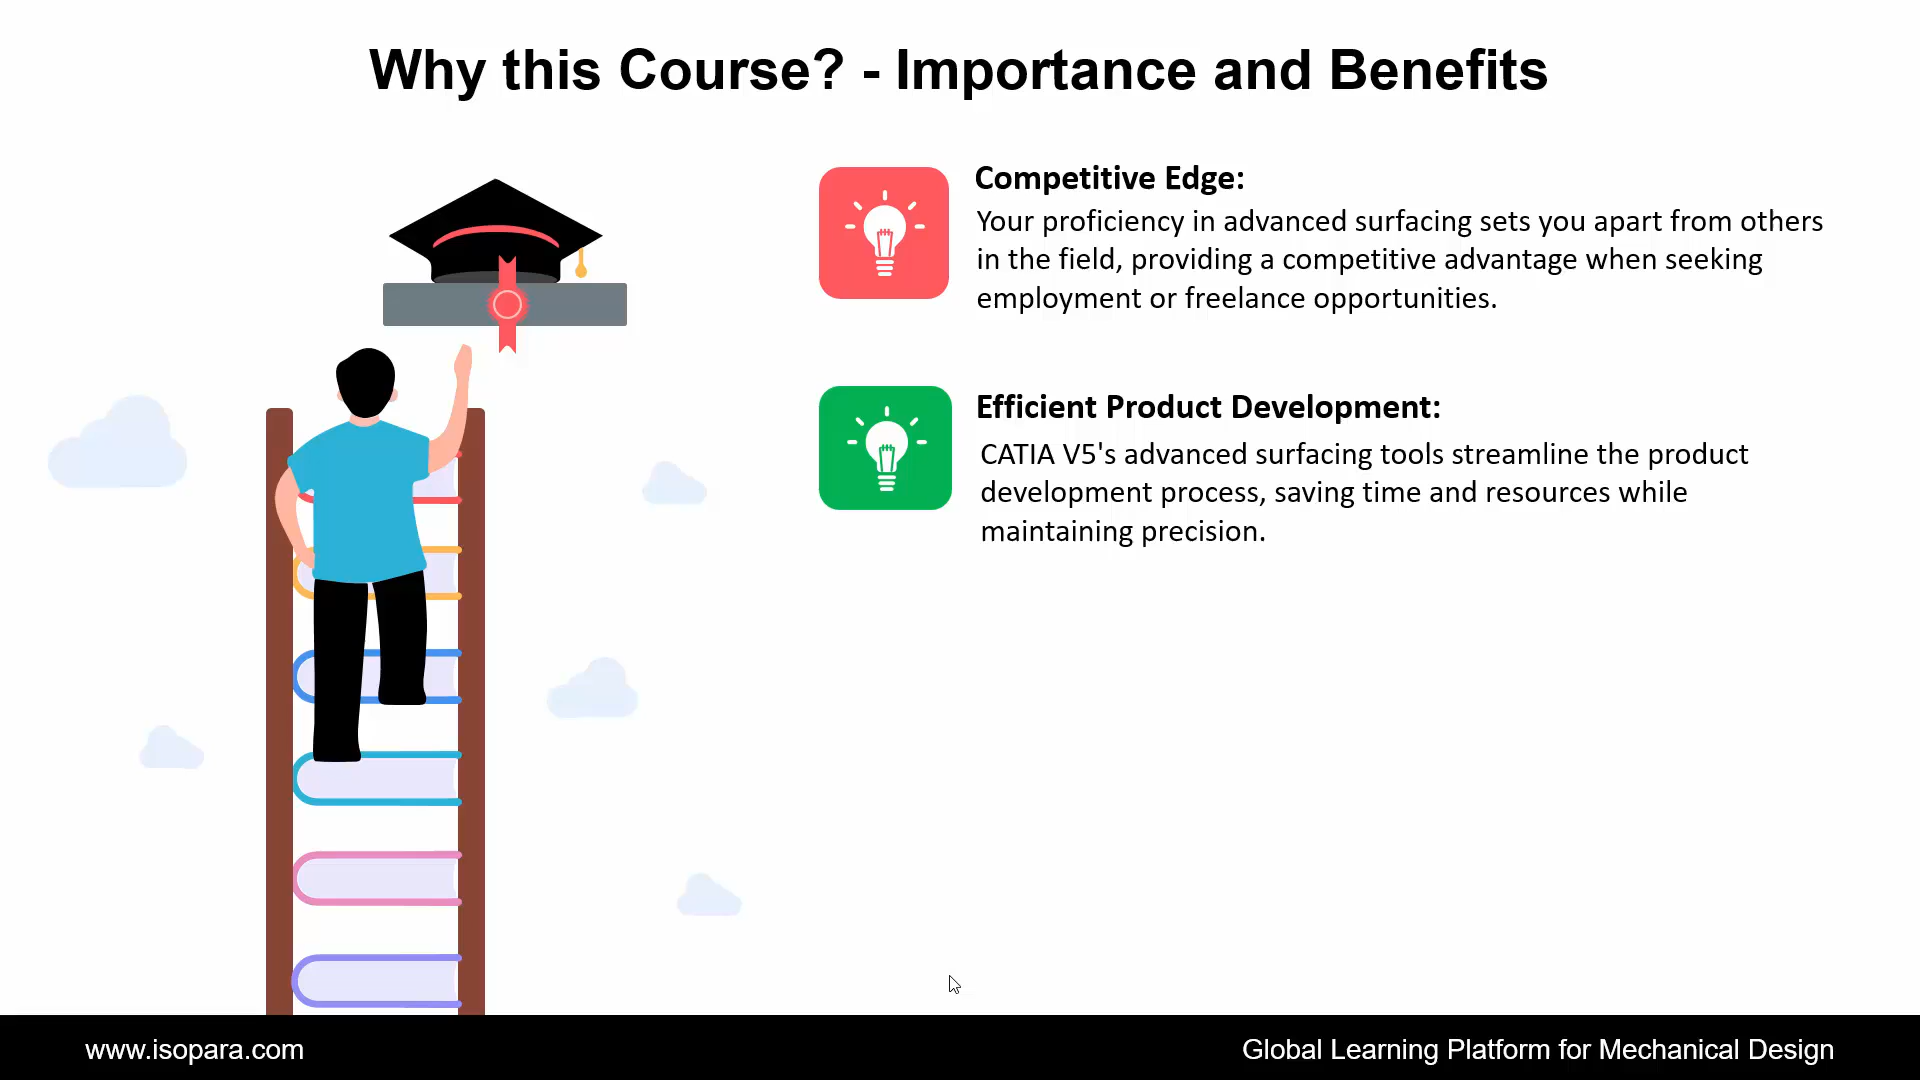 Why this Course? - Importance and Benefits
Competitive Edge:
Your proficiency in advanced surfacing sets you apart from others
in the field, providing a competitive advantage when seeking
employment or freelance opportunities.
Efficient Product Development:
CATIA V5's advanced surfacing tools streamline the product
development process, saving time and resources while
maintaining precision.
www.isopara.com
Global Learning Platform for Mechanical Design